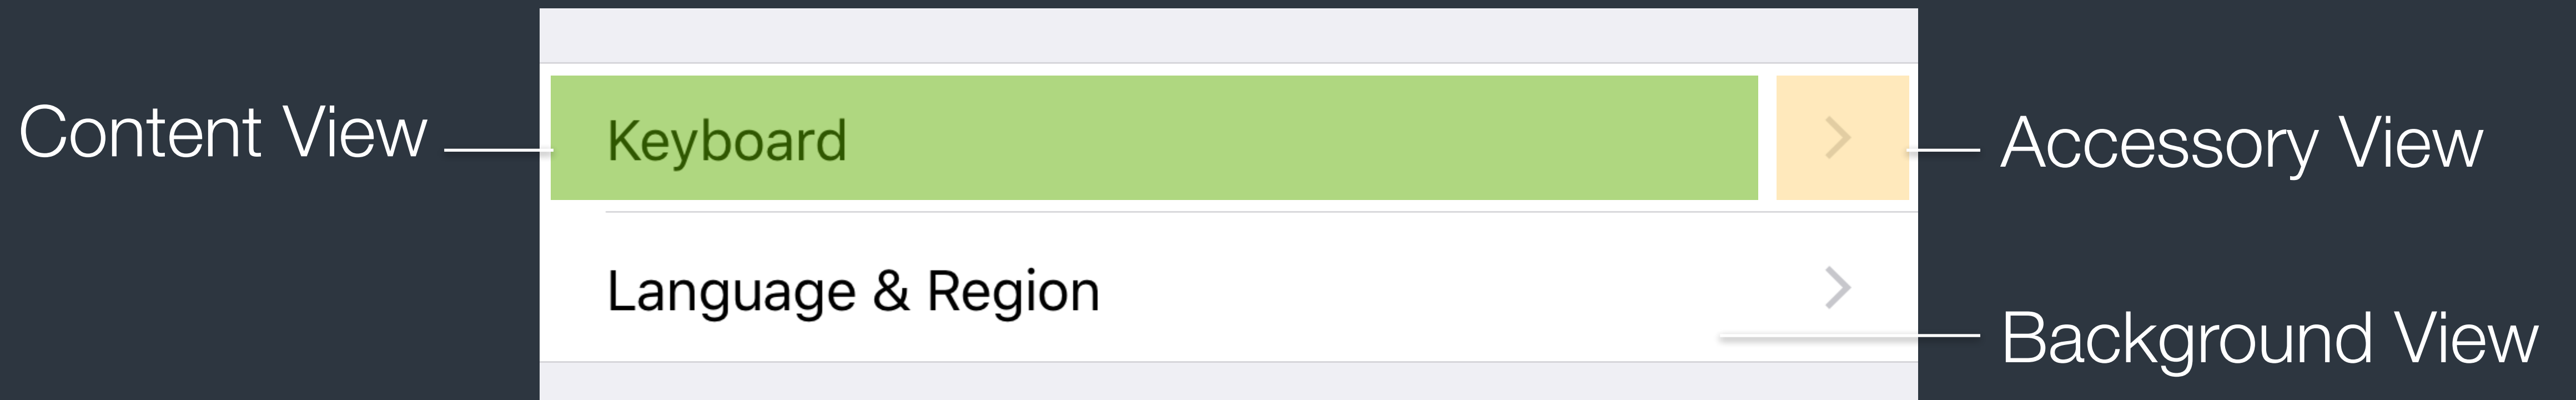 Content View
Keyboard
Accessory View
Language & Region
Background View